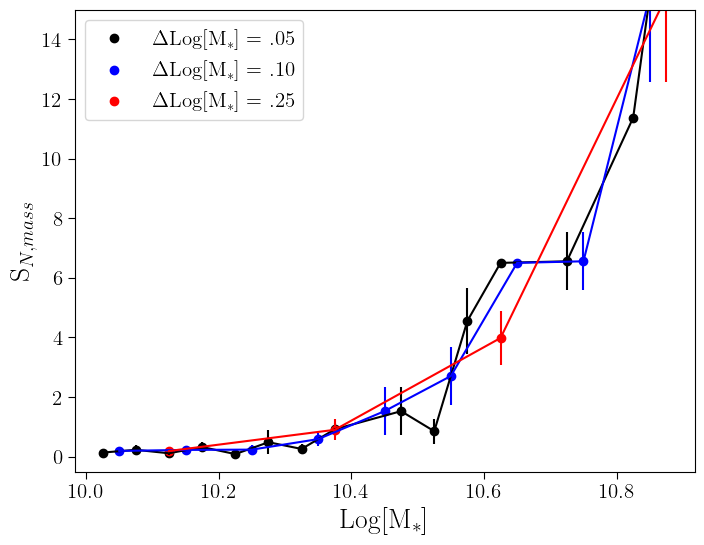 ΔLog[M*] = .05
ΔLog[M*] = .10
ΔLog[M*] = .25
14
12
10
8
6
4
2
0
S_{N,mass}
10.0 10.2 10.4 10.6 10.8
Log[M*]